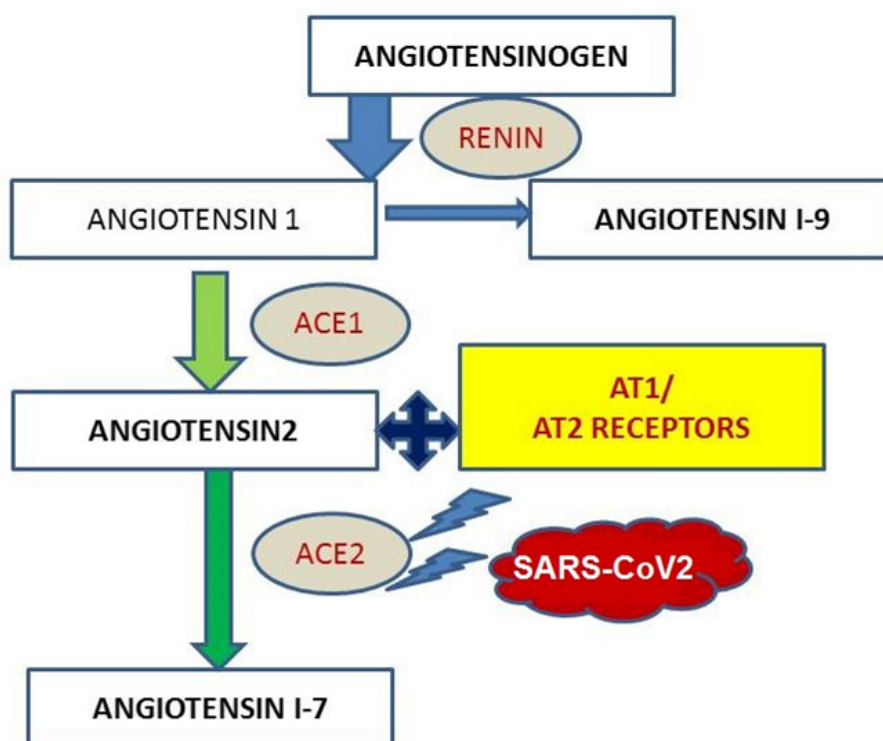 ANGIOTENSINOGEN
RENIN
ANGIOTENSIN 1
ANGIOTENSIN I-9
ACE1
AT1/
AT2 RECEPTORS
ANGIOTENSIN2
ACE2
SARS-CoV2
ANGIOTENSIN I-7